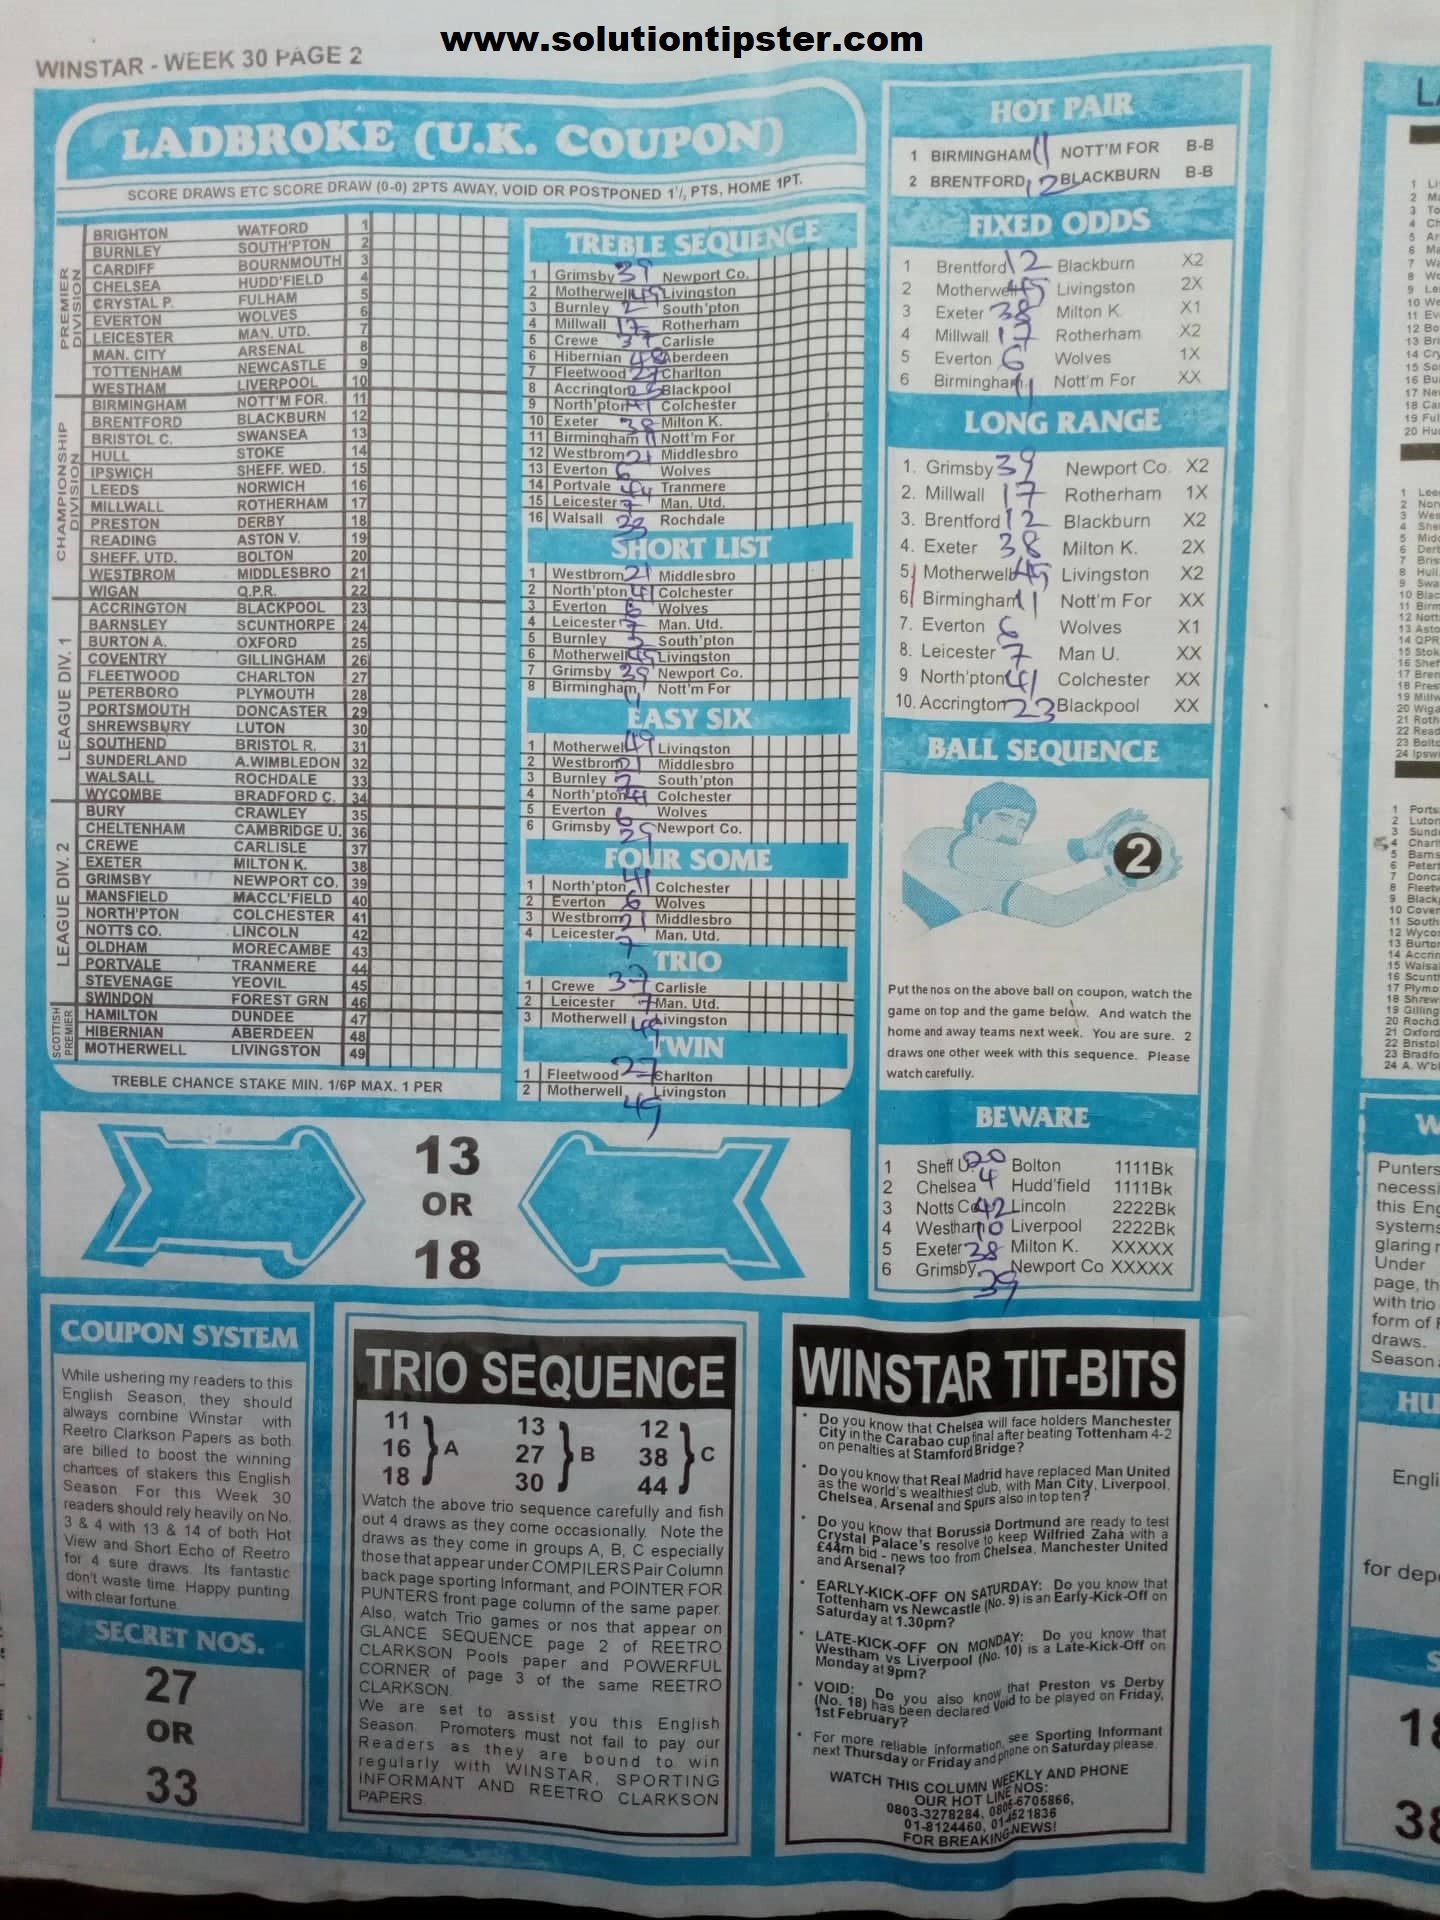 www.solutiontipster.com
WINSTAR - WEEK 30 PAGE 2
LADBROKE (U.K. COUPON)
SCORE DRAWS ETC SCORE DRAW (0-0) 2PTS AWAY, VOID OR POSTPONED 1'/, PTS, HOME 1PT.
PREMIER DIVISION
BRIGHTON WATFORD 1
BURNLEY SOUTH'PTON 2
CARDIFF BOURNMOUTH 3
CHELSEA HUDD'FIELD 4
CRYSTAL P. FULHAM 5
EVERTON WOLVES 6
LEICESTER MAN. UTD. 7
MAN. CITY ARSENAL 8
TOTTENHAM NEWCASTLE 9
WESTHAM LIVERPOOL 10
CHAMPIONSHIP DIVISION
BIRMINGHAM NOTT'M FOR. 11
BRENTFORD BLACKBURN 12
BRISTOL C. SWANSEA 13
HULL STOKE 14
IPSWICH SHEFF. WED. 15
LEEDS NORWICH 16
MILLWALL ROTHERHAM 17
PRESTON DERBY 18
READING ASTON V. 19
SHEFF. UTD. BOLTON 20
WESTBROM MIDDLESBRO 21
WIGAN Q.P.R. 22
LEAGUE DIV. 1
ACCRINGTON BLACKPOOL 23
BARNSLEY SCUNTHORPE 24
BURTON A. OXFORD 25
COVENTRY GILLINGHAM 26
FLEETWOOD CHARLTON 27
PETERBORO PLYMOUTH 28
PORTSMOUTH DONCASTER 29
SHREWSBURY LUTON 30
SOUTHEND BRISTOL R. 31
SUNDERLAND A.WIMBLEDON 32
WALSALL ROCHDALE 33
WYCOMBE BRADFORD C. 34
LEAGUE DIV. 2
BURY CRAWLEY 35
CHELTENHAM CAMBRIDGE U. 36
CREWE CARLISLE 37
EXETER MILTON K. 38
GRIMSBY NEWPORT CO. 39
MANSFIELD MACCL'FIELD 40
NORTH'PTON COLCHESTER 41
NOTTS CO. LINCOLN 42
OLDHAM MORECAMBE 43
PORTVALE TRANMERE 44
STEVENAGE YEOVIL 45
SWINDON FOREST GRN 46
SCOTTISH PREMIER
HAMILTON DUNDEE 47
HIBERNIAN ABERDEEN 48
MOTHERWELL LIVINGSTON 49
TREBLE CHANCE STAKE MIN. 1/6P MAX. 1 PER
TREBLE SEQUENCE
1 Grimsby 39 Newport Co.
2 Motherwell 49 Livingston
3 Burnley 2 South'pton
4 Millwall 17 Rotherham
5 Crewe 37 Carlisle
6 Hibernian 48 Aberdeen
7 Fleetwood 27 Charlton
8 Accrington 23 Blackpool
9 North'pton 41 Colchester
10 Exeter 38 Milton K.
11 Birmingham 11 Nott'm For
12 Westbrom 21 Middlesbro
13 Everton 6 Wolves
14 Portvale 44 Tranmere
15 Leicester 7 Man. Utd.
16 Walsall 33 Rochdale
SHORT LIST
1 Westbrom 21 Middlesbro
2 North'pton 41 Colchester
3 Everton 6 Wolves
4 Leicester 7 Man. Utd.
5 Burnley 2 South'pton
6 Motherwell 49 Livingston
7 Grimsby 39 Newport Co.
8 Birmingham 11 Nott'm For
EASY SIX
1 Motherwell 49 Livingston
2 Westbrom 21 Middlesbro
3 Burnley 2 South'pton
4 North'pton 41 Colchester
5 Everton 6 Wolves
6 Grimsby 39 Newport Co.
FOUR SOME
1 North'pton 41 Colchester
2 Everton 6 Wolves
3 Westbrom 21 Middlesbro
4 Leicester 7 Man. Utd.
TRIO
1 Crewe 37 Carlisle
2 Leicester 7 Man. Utd.
3 Motherwell 49 Livingston
TWIN
1 Fleetwood 27 Charlton
2 Motherwell 49 Livingston
HOT PAIR
1 BIRMINGHAM 11 NOTT'M FOR B-B
2 BRENTFORD 12 BLACKBURN B-B
FIXED ODDS
1 Brentford 12 Blackburn X2
2 Motherwell 49 Livingston 2X
3 Exeter 38 Milton K. X1
4 Millwall 17 Rotherham X2
5 Everton 6 Wolves 1X
6 Birmingham 11 Nott'm For XX
LONG RANGE
1. Grimsby 39 Newport Co. X2
2. Millwall 17 Rotherham 1X
3. Brentford 12 Blackburn X2
4. Exeter 38 Milton K. 2X
5. Motherwell 49 Livingston X2
6. Birmingham 11 Nott'm For XX
7. Everton 6 Wolves X1
8. Leicester 7 Man U. XX
9 North'pton 41 Colchester XX
10. Accrington 23 Blackpool XX
BALL SEQUENCE
2
Put the nos on the above ball on coupon, watch the
game on top and the game below. And watch the
home and away teams next week. You are sure. 2
draws one other week with this sequence. Please
watch carefully.
BEWARE
1 Sheff U. 20 Bolton 1111Bk
2 Chelsea 4 Hudd'field 1111Bk
3 Notts Co 42 Lincoln 2222Bk
4 Westham 10 Liverpool 2222Bk
5 Exeter 38 Milton K. XXXXX
6 Grimsby 39 Newport Co XXXXX
13
OR
18
COUPON SYSTEM
While ushering my readers to this
English Season, they should
always combine Winstar with
Reetro Clarkson Papers as both
are billed to boost the winning
chances of stakers this English
Season. For this Week 30
readers should rely heavily on No.
3 & 4 with 13 & 14 of both Hot
View and Short Echo of Reetro
for 4 sure draws. Its fantastic
don't waste time. Happy punting
with clear fortune.
SECRET NOS.
27
OR
33
TRIO SEQUENCE
11 13 12
16 A 27 B 38 C
18 30 44
Watch the above trio sequence carefully and fish
out 4 draws as they come occasionally. Note the
draws as they come in groups A, B, C especially
those that appear under COMPILERS Pair Column
back page sporting Informant, and POINTER FOR
PUNTERS front page column of the same paper.
Also, watch Trio games or nos that appear on
GLANCE SEQUENCE page 2 of REETRO
CLARKSON Pools paper and POWERFUL
CORNER of page 3 of the same REETRO
CLARKSON.
We are set to assist you this English
Season. Promoters must not fail to pay our
Readers as they are bound to win
regularly with WINSTAR, SPORTING
INFORMANT AND REETRO CLARKSON
PAPERS.
WINSTAR TIT-BITS
• Do you know that Chelsea will face holders Manchester
City in the Carabao cup final after beating Tottenham 4-2
on penalties at Stamford Bridge?
• Do you know that Real Madrid have replaced Man United
as the world's wealthiest club, with Man City, Liverpool,
Chelsea, Arsenal and Spurs also in top ten?
• Do you know that Borussia Dortmund are ready to test
Crystal Palace's resolve to keep Wilfried Zaha with a
£44m bid - news too from Chelsea, Manchester United
and Arsenal?
• EARLY-KICK-OFF ON SATURDAY: Do you know that
Tottenham vs Newcastle (No. 9) is an Early-Kick-Off on
Saturday at 1.30pm?
• LATE-KICK-OFF ON MONDAY: Do you know that
Westham vs Liverpool (No. 10) is a Late-Kick-Off on
Monday at 9pm?
• VOID: Do you also know that Preston vs Derby
(No. 18) has been declared Void to be played on Friday,
1st February?
• For more reliable information, see Sporting Informant
next Thursday or Friday and phone on Saturday please.
WATCH THIS COLUMN WEEKLY AND PHONE
OUR HOT LINE NOS:
0803-3278284, 0805-6705866,
01-8124460, 01-4521836
FOR BREAKING NEWS!